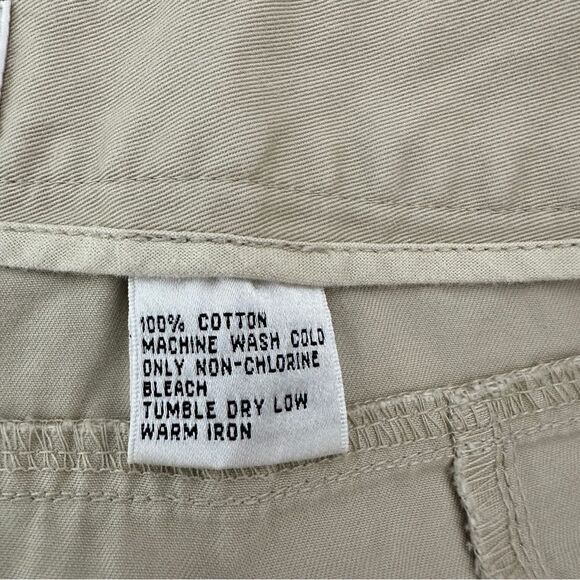 100% COTTON
MACHINE WASH COLD
ONLY NON-CHLORINE
BLEACH
TUMBLE DRY LOW
WARM IRON